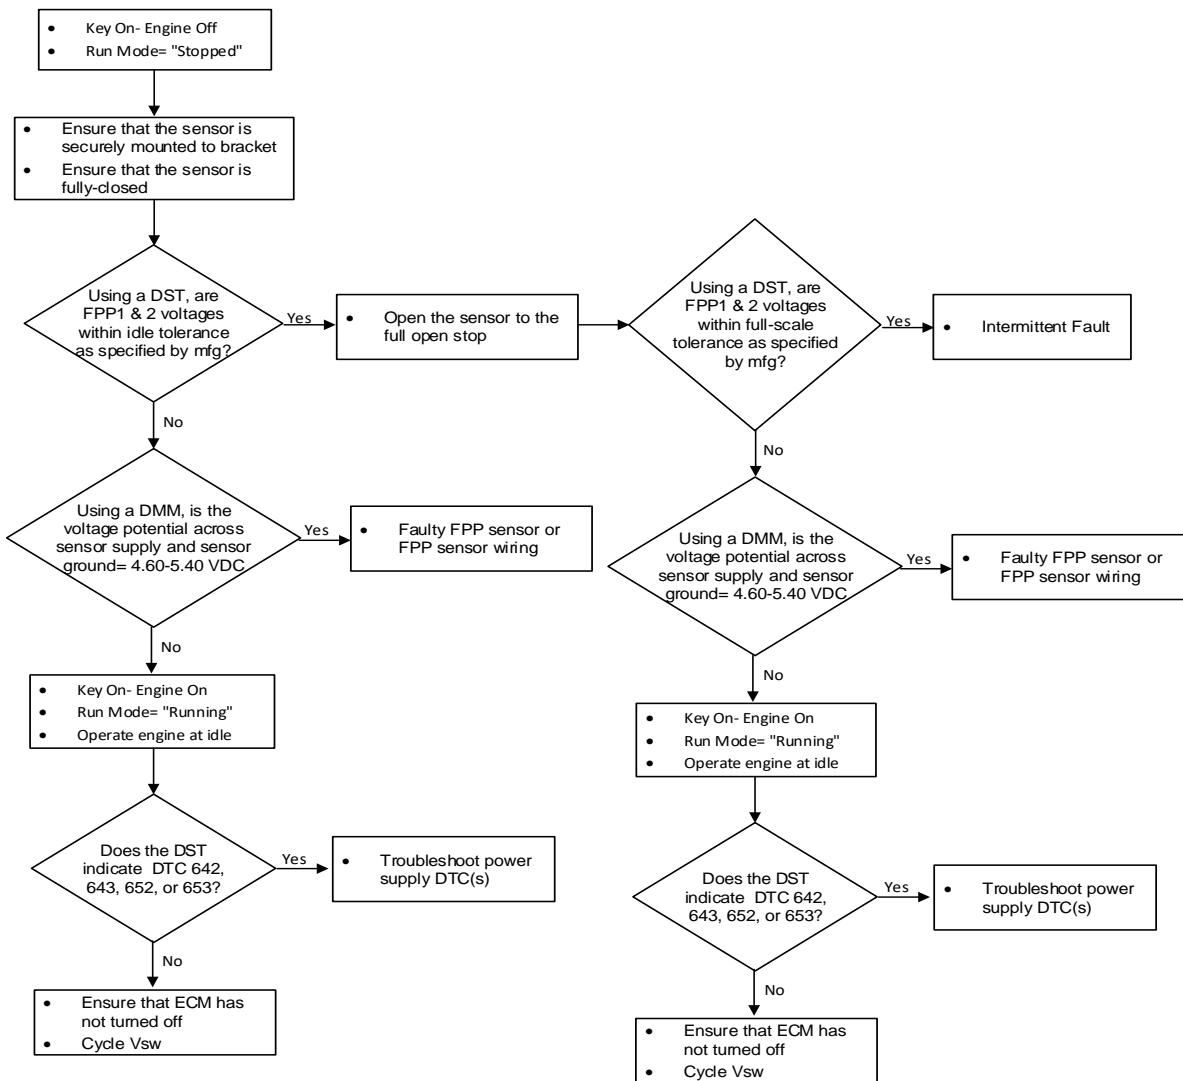 • Key On- Engine Off
• Run Mode= "Stopped"
• Ensure that the sensor is
securely mounted to bracket
• Ensure that the sensor is
fully-closed
Using a DST, are
FPP1 & 2 voltages
within idle tolerance
as specified by mfg?
Yes
• Open the sensor to the
full open stop
Using a DST, are
FPP1 & 2 voltages
within full-scale
tolerance as specified
by mfg?
Yes
• Intermittent Fault
No
No
Using a DMM, is the
voltage potential across
sensor supply and sensor
ground= 4.60-5.40 VDC
Yes
• Faulty FPP sensor or
FPP sensor wiring
Using a DMM, is the
voltage potential across
sensor supply and sensor
ground= 4.60-5.40 VDC
Yes
• Faulty FPP sensor or
FPP sensor wiring
No
No
• Key On- Engine On
• Run Mode= "Running"
• Operate engine at idle
• Key On- Engine On
• Run Mode= "Running"
• Operate engine at idle
Does the DST
indicate DTC 642,
643, 652, or 653?
Yes
• Troubleshoot power
supply DTC(s)
Does the DST
indicate DTC 642,
643, 652, or 653?
Yes
• Troubleshoot power
supply DTC(s)
No
No
• Ensure that ECM has
not turned off
• Cycle Vsw
• Ensure that ECM has
not turned off
• Cycle Vsw